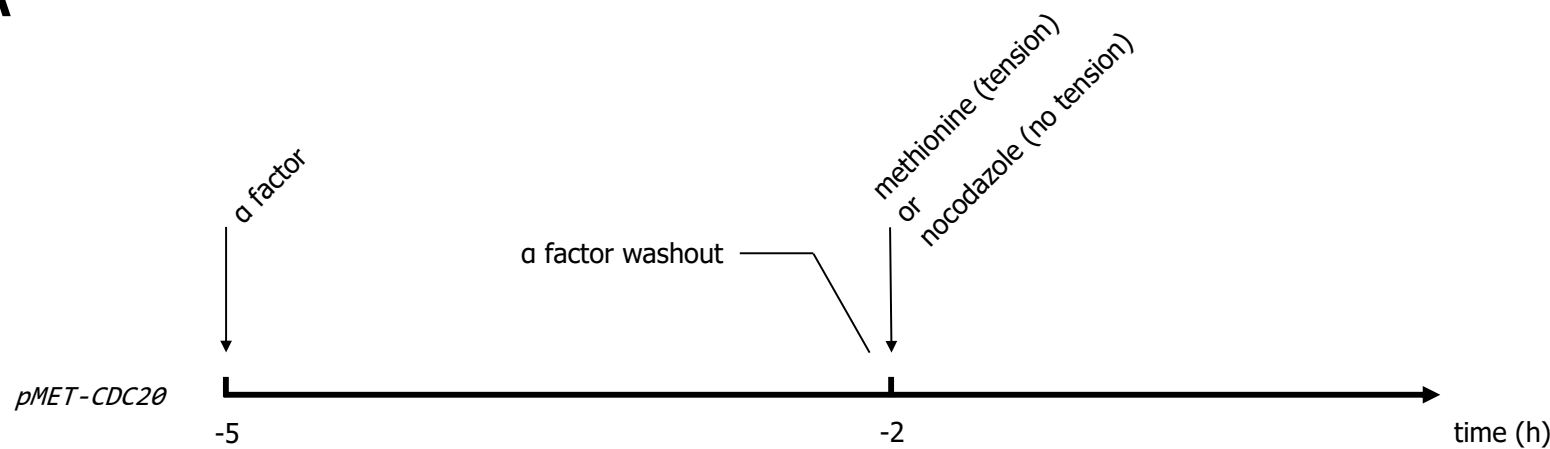 methionine (tension)
or
nocodazole (no tension)
α factor
α factor washout
pMET-CDC20
-5
-2
time (h)